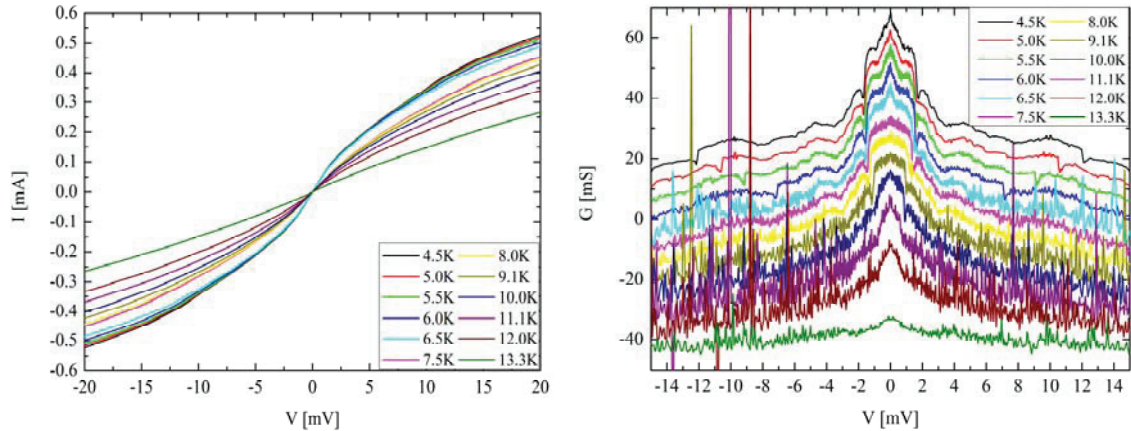 0.6
0.5
0.4
0.3
0.2
0.1
0.0
-0.1
-0.2
-0.3
-0.4
-0.5
-0.6
I [mA]
4.5K 8.0K
5.0K 9.1K
5.5K 10.0K
6.0K 11.1K
6.5K 12.0K
7.5K 13.3K
-20 -15 -10 -5 0 5 10 15 20
V [mV]
60
40
20
0
-20
-40
G [mS]
4.5K 8.0K
5.0K 9.1K
5.5K 10.0K
6.0K 11.1K
6.5K 12.0K
7.5K 13.3K
-14 -12 -10 -8 -6 -4 -2 0 2 4 6 8 10 12 14
V [mV]